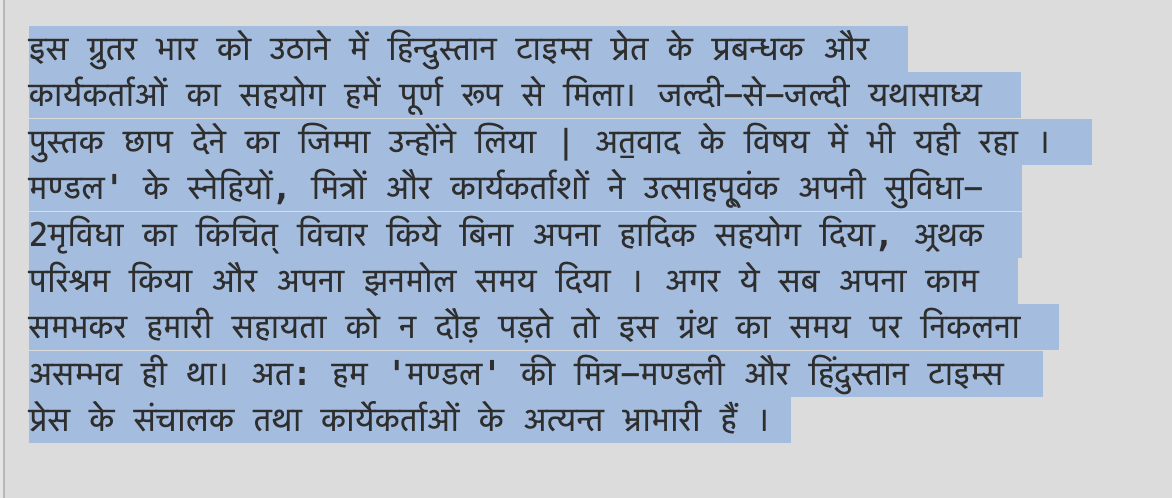 इस ग्रुतर भार को उठाने में हिन्दुस्तान टाइम्स प्रेत के प्रबन्धक और
कार्यकर्ताओं का सहयोग हमें पूर्ण रूप से मिला। जल्दी–से–जल्दी यथासाध्य
पुस्तक छाप देने का जिम्मा उन्होंने लिया | अत॒वाद के विषय में भी यही रहा ।
मण्डल' के स्नेहियों, मित्रों और कार्यकर्ताशों ने उत्साहपूृवंक अपनी सुविधा–
2मृविधा का किचित् विचार किये बिना अपना हादिक सहयोग दिया, अ्रथक
परिश्रम किया और अपना झनमोल समय दिया । अगर ये सब अपना काम
समभकर हमारी सहायता को न दौड़ पड़ते तो इस ग्रंथ का समय पर निकलना
असम्भव ही था। अत: हम 'मण्डल' की मित्र–मण्डली और हिंदुस्तान टाइम्स
प्रेस के संचालक तथा कार्येकर्ताओं के अत्यन्त भ्राभारी हैं ।